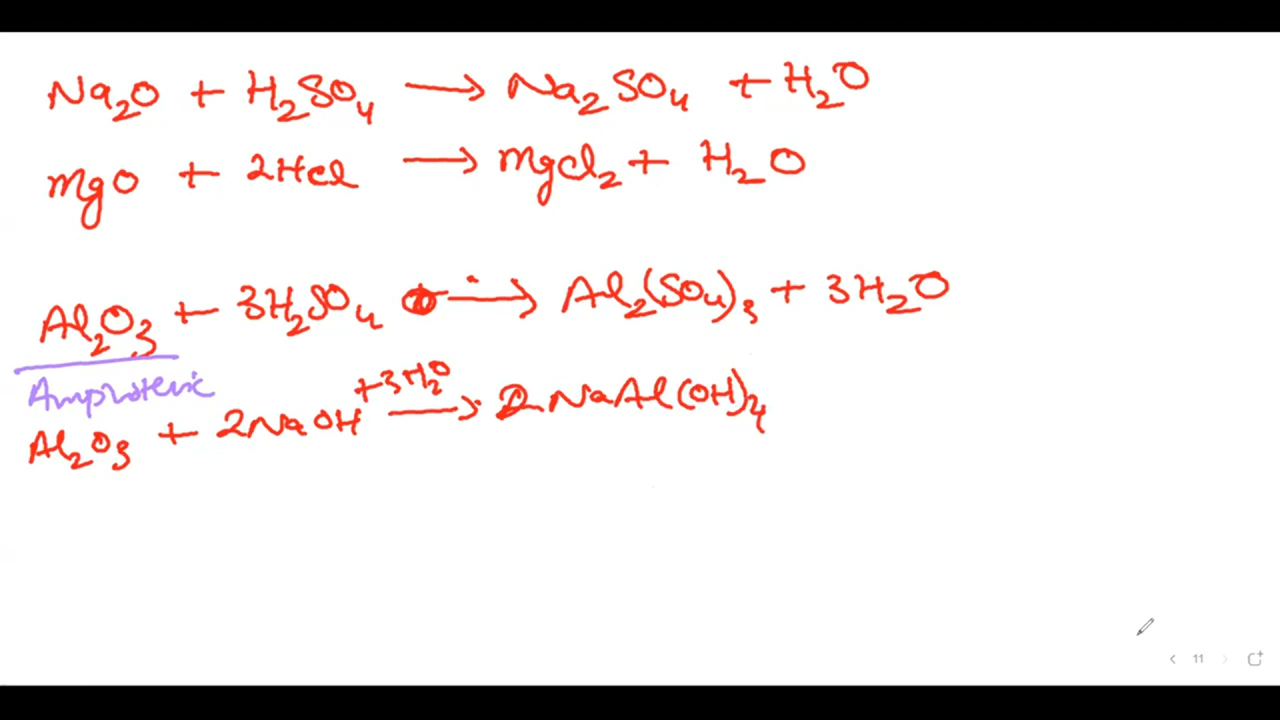 Na₂O + H₂SO₄ → Na₂SO₄ + H₂O
MgO + 2HCl → MgCl₂ + H₂O
Al₂O₃ + 3H₂SO₄ → Al₂(SO₄)₃ + 3H₂O
Amphoteric
+3H₂O
Al₂O₃ + 2NaOH → 2NaAl(OH)₄
11